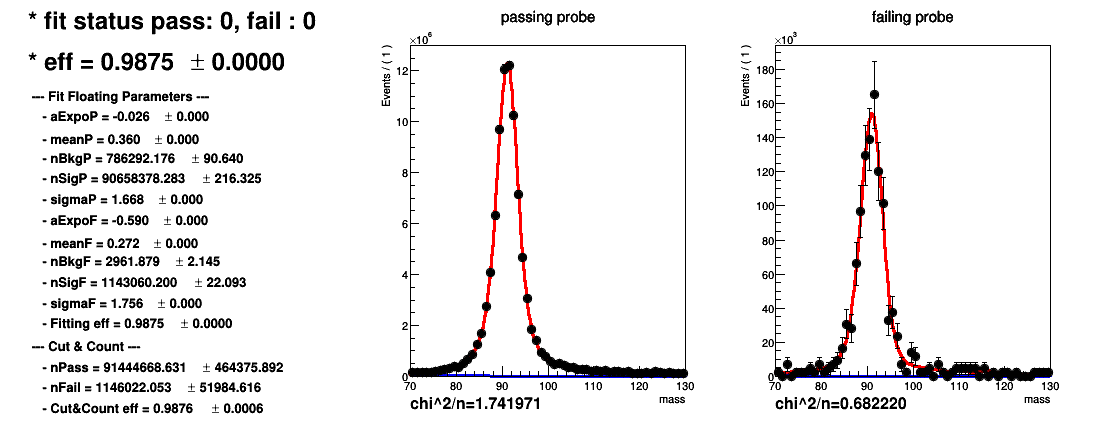 * fit status pass: 0, fail : 0
* eff = 0.9875 ± 0.0000
--- Fit Floating Parameters ---
- aExpoP = -0.026 ± 0.000
- meanP = 0.360 ± 0.000
- nBkgP = 786292.176 ± 90.640
- nSigP = 90658378.283 ± 216.325
- sigmaP = 1.668 ± 0.000
- aExpoF = -0.590 ± 0.000
- meanF = 0.272 ± 0.000
- nBkgF = 2961.879 ± 2.145
- nSigF = 1143060.200 ± 22.093
- sigmaF = 1.756 ± 0.000
- Fitting eff = 0.9875 ± 0.0000
--- Cut & Count ---
- nPass = 91444668.631 ± 464375.892
- nFail = 1146022.053 ± 51984.616
- Cut&Count eff = 0.9876 ± 0.0006
passing probe
×10⁶
Events / ( 1 )
12
10
8
6
4
2
0
70 80 90 100 110 120 130
mass
chi^2/n=1.741971
failing probe
×10³
Events / ( 1 )
180
160
140
120
100
80
60
40
20
0
70 80 90 100 110 120 130
mass
chi^2/n=0.682220